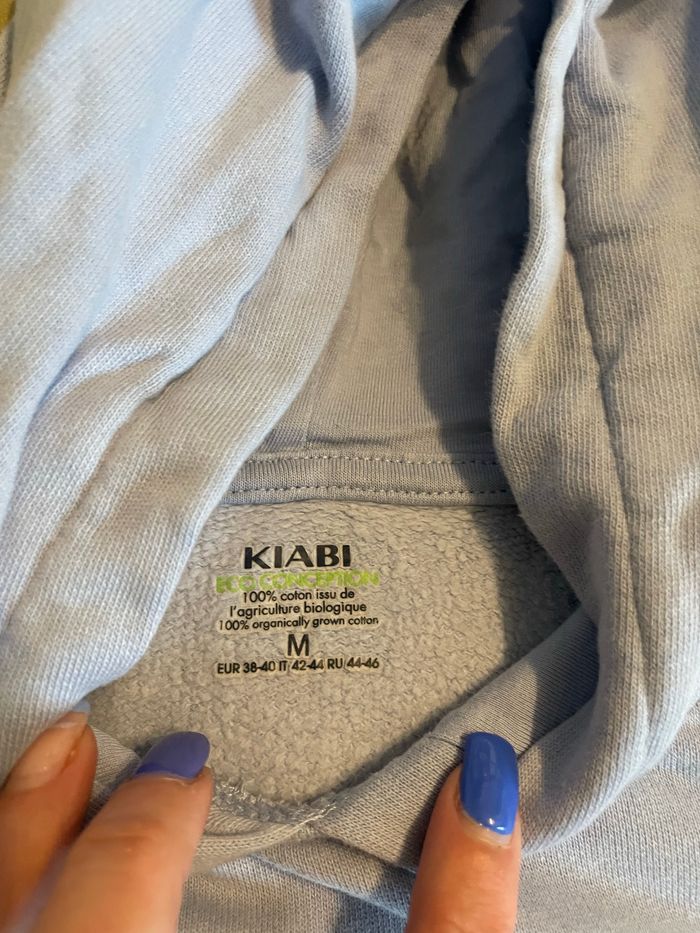 KIABI
ECO CONCEPTION
100% coton issu de
l'agriculture biologique
100% organically grown cotton
M
EUR 38-40 IT 42-44 RU 44-46